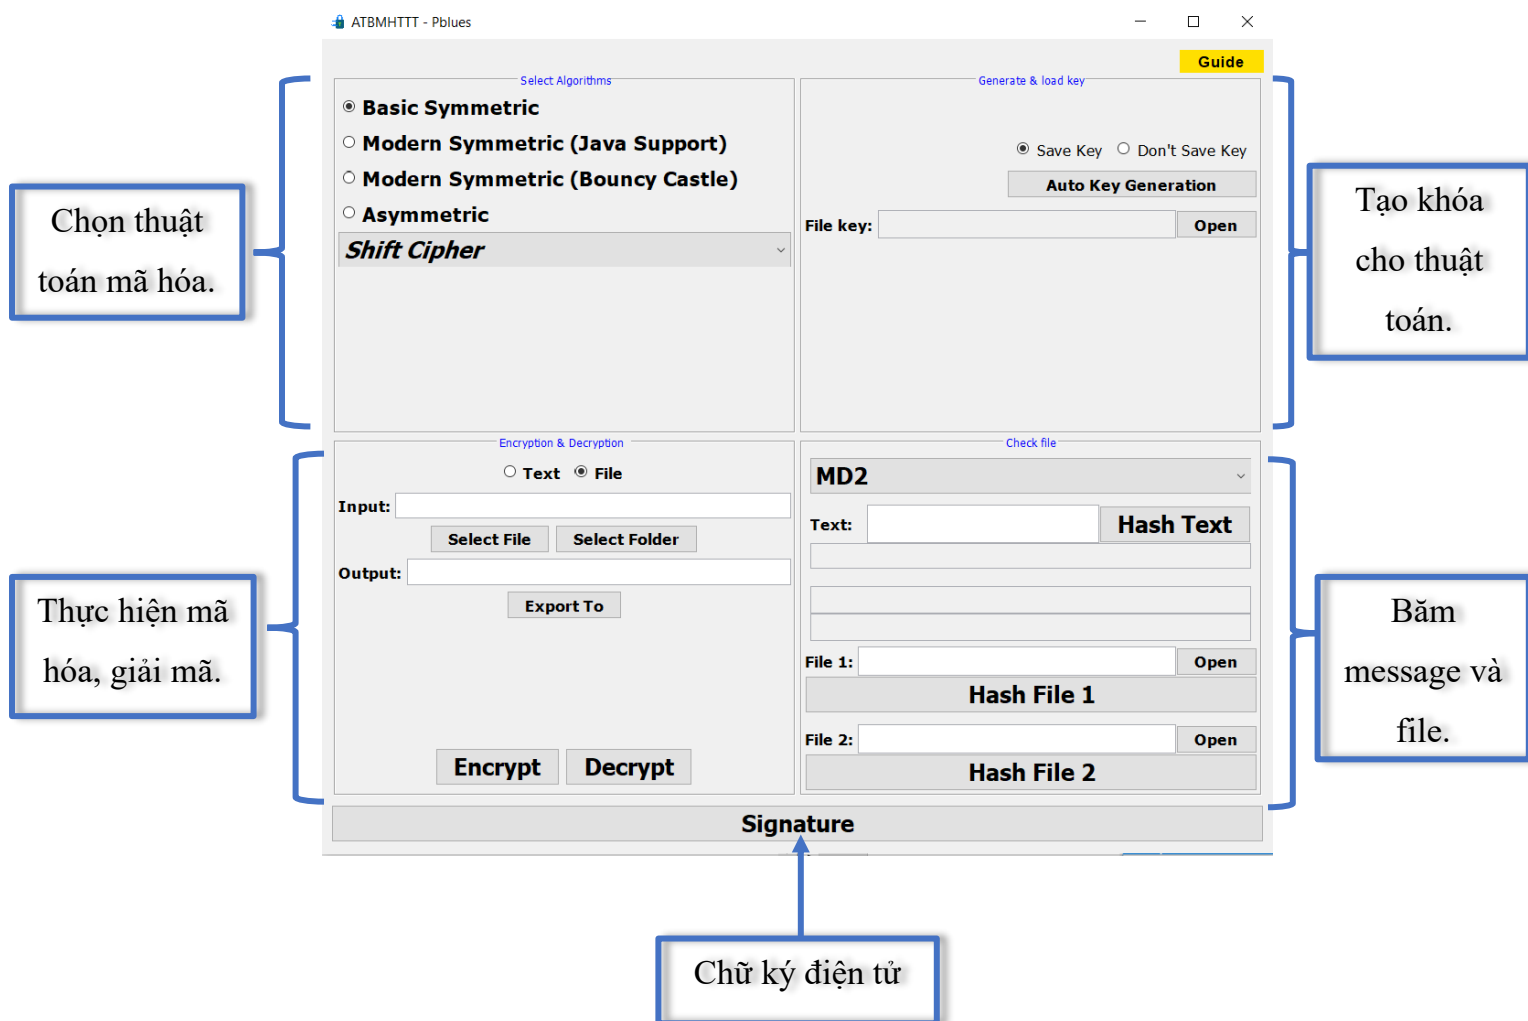 ATBMHTTT - Pblues
Guide
Select Algorithms
Basic Symmetric
Modern Symmetric (Java Support)
Modern Symmetric (Bouncy Castle)
Asymmetric
Shift Cipher
Generate & load key
Save Key Don't Save Key
Auto Key Generation
File key: Open
Encryption & Decryption
Text File
Input:
Select File Select Folder
Output:
Export To
Encrypt Decrypt
Check file
MD2
Text: Hash Text
File 1: Open
Hash File 1
File 2: Open
Hash File 2
Signature
Chọn thuật
toán mã hóa.
Tạo khóa
cho thuật
toán.
Thực hiện mã
hóa, giải mã.
Băm
message và
file.
Chữ ký điện tử